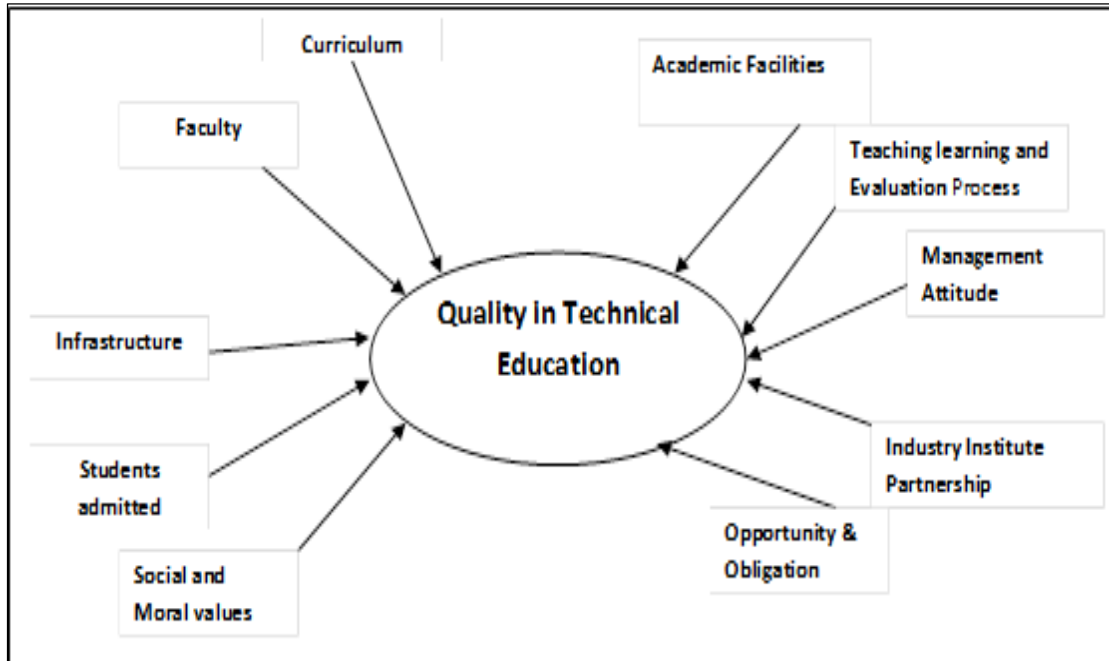 Curriculum
Academic Facilities
Faculty
Teaching learning and
Evaluation Process
Management
Attitude
Quality in Technical
Education
Infrastructure
Students
admitted
Industry Institute
Partnership
Opportunity &
Obligation
Social and
Moral values